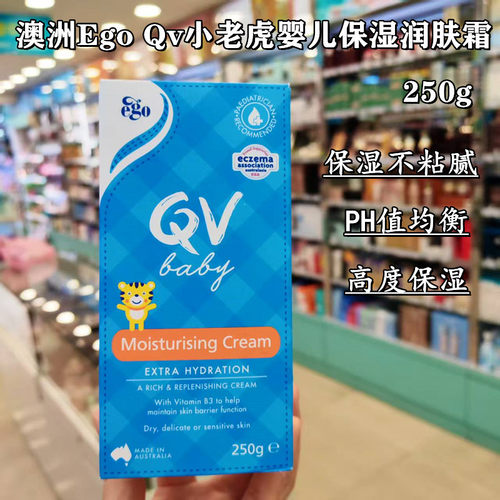 澳洲Ego Qv小老虎婴儿保湿润肤霜
250g
保湿不粘腻
PH值均衡
高度保湿
ego
PAEDIATRICIAN RECOMMENDED
eczema
association
australasia
QV
baby
Moisturising Cream
EXTRA HYDRATION
A RICH & REPLENISHING CREAM
With Vitamin B3 to help
maintain skin barrier function
Dry, delicate or sensitive skin
MADE IN
AUSTRALIA
250g e